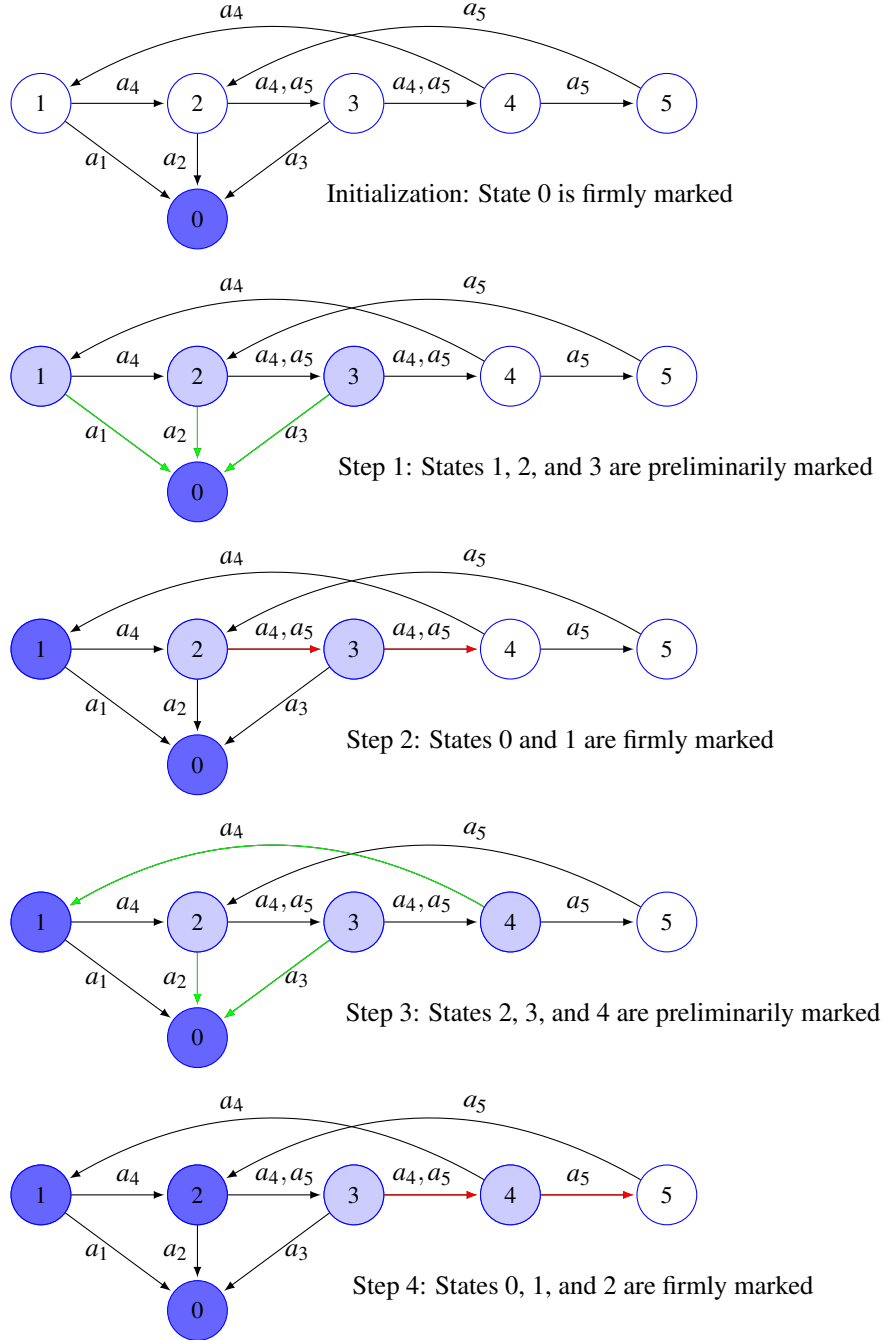 a4 a5
1 a4 2 a4, a5 3 a4, a5 4 a5 5
a1 a2 a3
0
Initialization: State 0 is firmly marked
a4 a5
1 a4 2 a4, a5 3 a4, a5 4 a5 5
a1 a2 a3
0
Step 1: States 1, 2, and 3 are preliminarily marked
a4 a5
1 a4 2 a4, a5 3 a4, a5 4 a5 5
a1 a2 a3
0
Step 2: States 0 and 1 are firmly marked
a4 a5
1 a4 2 a4, a5 3 a4, a5 4 a5 5
a1 a2 a3
0
Step 3: States 2, 3, and 4 are preliminarily marked
a4 a5
1 a4 2 a4, a5 3 a4, a5 4 a5 5
a1 a2 a3
0
Step 4: States 0, 1, and 2 are firmly marked